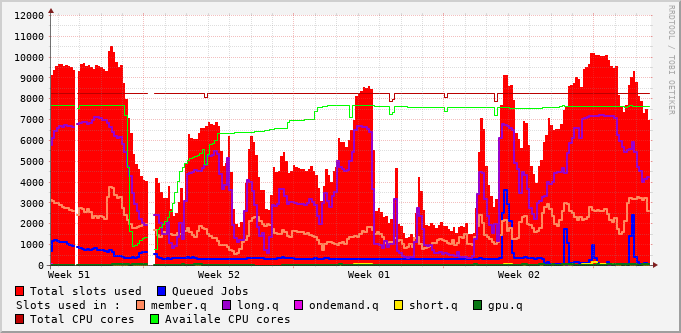 12000
11000
10000
9000
8000
7000
6000
5000
4000
3000
2000
1000
0
Week 51 Week 52 Week 01 Week 02
Total slots used Queued Jobs
Slots used in : member.q long.q ondemand.q short.q gpu.q
Total CPU cores Availale CPU cores
RRDTOOL / TOBI OETIKER